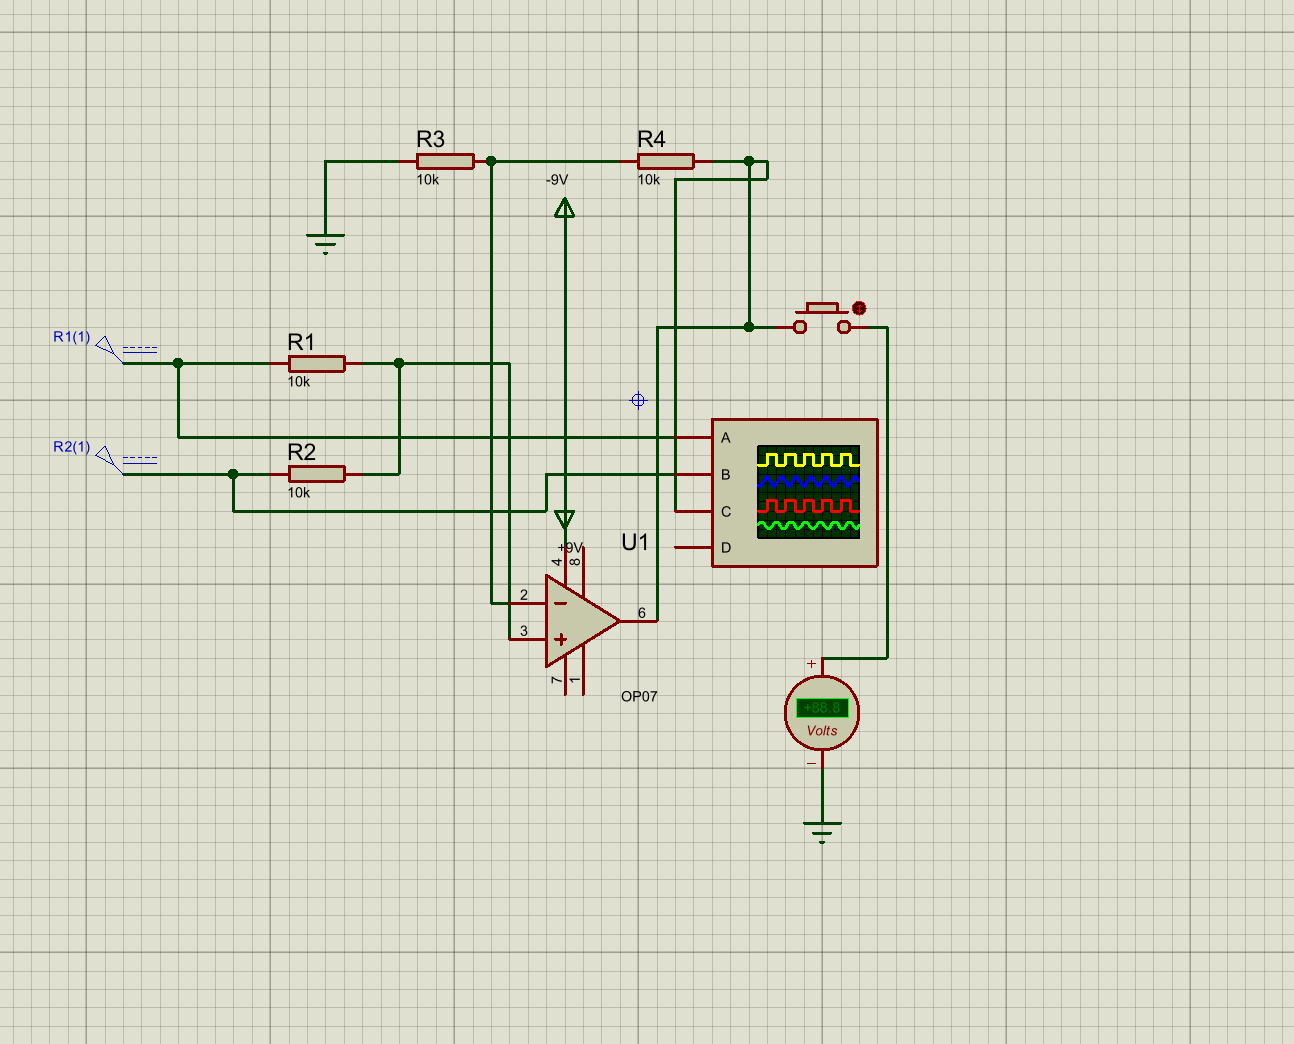 R3
R4
10k
-9V
10k
R1(1)
R1
10k
R2(1)
R2
10k
A
B
C
D
U1
+9V
4
8
2
3
6
7
1
OP07
+
+88.8
Volts
−